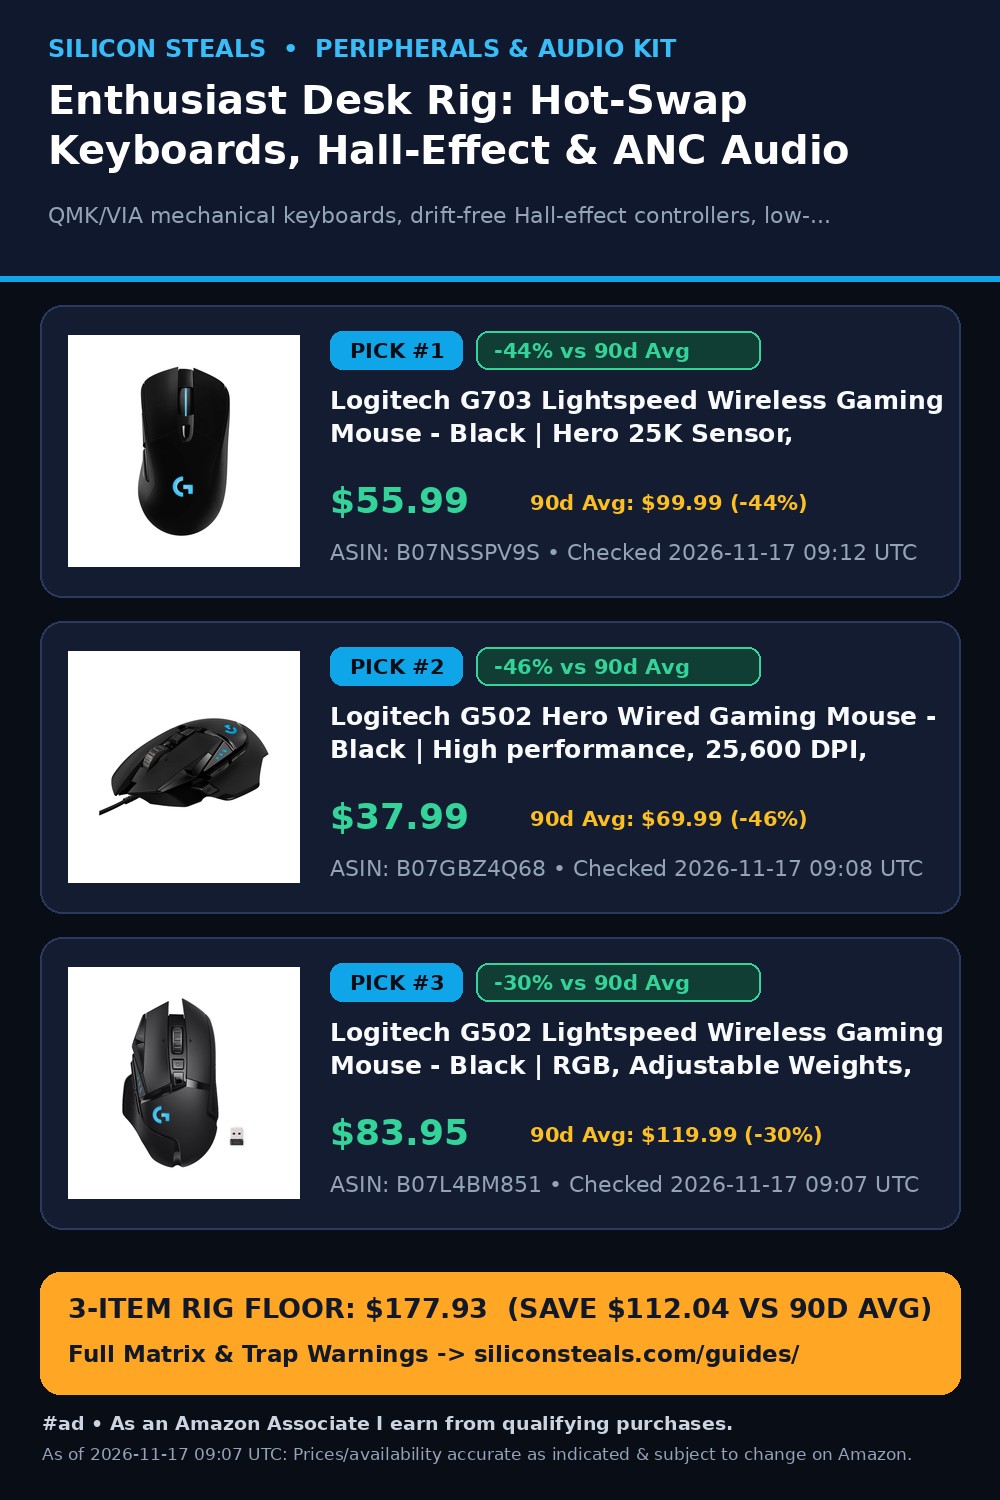 SILICON STEALS • PERIPHERALS & AUDIO KIT
Enthusiast Desk Rig: Hot-Swap
Keyboards, Hall-Effect & ANC Audio
QMK/VIA mechanical keyboards, drift-free Hall-effect controllers, low-...
PICK #1
-44% vs 90d Avg
Logitech G703 Lightspeed Wireless Gaming
Mouse - Black | Hero 25K Sensor,
$55.99
90d Avg: $99.99 (-44%)
ASIN: B07NSSPV9S • Checked 2026-11-17 09:12 UTC
PICK #2
-46% vs 90d Avg
Logitech G502 Hero Wired Gaming Mouse -
Black | High performance, 25,600 DPI,
$37.99
90d Avg: $69.99 (-46%)
ASIN: B07GBZ4Q68 • Checked 2026-11-17 09:08 UTC
PICK #3
-30% vs 90d Avg
Logitech G502 Lightspeed Wireless Gaming
Mouse - Black | RGB, Adjustable Weights,
$83.95
90d Avg: $119.99 (-30%)
ASIN: B07L4BM851 • Checked 2026-11-17 09:07 UTC
3-ITEM RIG FLOOR: $177.93 (SAVE $112.04 VS 90D AVG)
Full Matrix & Trap Warnings -> siliconsteals.com/guides/
#ad • As an Amazon Associate I earn from qualifying purchases.
As of 2026-11-17 09:07 UTC: Prices/availability accurate as indicated & subject to change on Amazon.